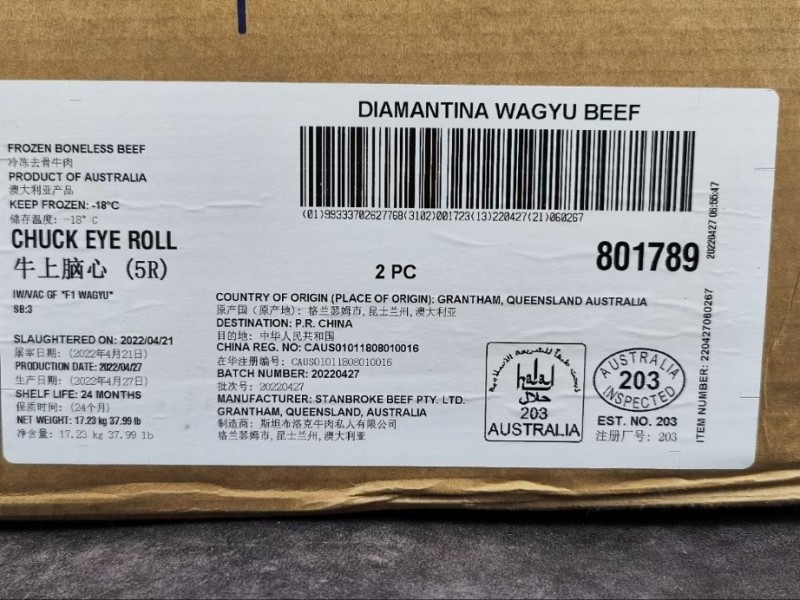 DIAMANTINA WAGYU BEEF
(01)99333702627768(3102)001723(13)220427(21)060267
FROZEN BONELESS BEEF
冷冻去骨牛肉
PRODUCT OF AUSTRALIA
澳大利亚产品
KEEP FROZEN: -18°C
储存温度: -18° C
CHUCK EYE ROLL
牛上脑心 (5R)
IW/VAC GF "F1 WAGYU"
SB:3
2 PC
801789
20220427 06:55:47
SLAUGHTERED ON: 2022/04/21
屠宰日期: (2022年4月21日)
PRODUCTION DATE: 2022/04/27
生产日期: (2022年4月27日)
SHELF LIFE: 24 MONTHS
保质时间: (24个月)
NET WEIGHT: 17.23 kg 37.99 lb
净含量: 17.23 kg 37.99 lb
COUNTRY OF ORIGIN (PLACE OF ORIGIN): GRANTHAM, QUEENSLAND AUSTRALIA
原产国 (原产地): 格兰瑟姆市, 昆士兰州, 澳大利亚
DESTINATION: P.R. CHINA
目的地: 中华人民共和国
CHINA REG. NO: CAUS01011808010016
在华注册编号: CAUS01011808010016
BATCH NUMBER: 20220427
批次号: 20220427
MANUFACTURER: STANBROKE BEEF PTY. LTD.
GRANTHAM, QUEENSLAND, AUSTRALIA
制造商: 斯坦布洛克牛肉私人有限公司
格兰瑟姆市, 昆士兰州, 澳大利亚
halal
حلال
203
AUSTRALIA
AUSTRALIA
203
INSPECTED
EST. NO. 203
注册厂号: 203
ITEM NUMBER: 220427060267